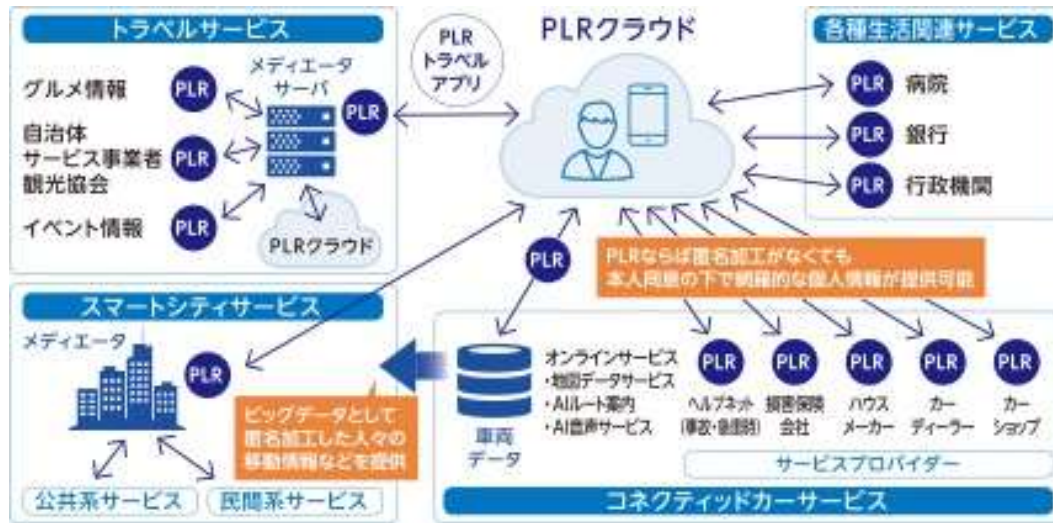 トラベルサービス
グルメ情報
PLR
自治体
サービス事業者
観光協会
PLR
イベント情報
PLR
メディエータ
サーバ
PLR
PLRクラウド
PLR
トラベル
アプリ
PLRクラウド
各種生活関連サービス
PLR
病院
PLR
銀行
PLR
行政機関
PLR
PLRならば匿名加工がなくても
本人同意の下で網羅的な個人情報が提供可能
スマートシティサービス
メディエータ
PLR
ビッグデータとして
匿名加工した人々の
移動情報などを提供
公共系サービス
民間系サービス
車両
データ
オンラインサービス
・地図データサービス
・AIルート案内
・AI音声サービス
PLR
ヘルプネット
(事故・急病時)
PLR
損害保険
会社
PLR
ハウス
メーカー
PLR
カー
ディーラー
PLR
カー
ショップ
サービスプロバイダー
コネクティッドカーサービス